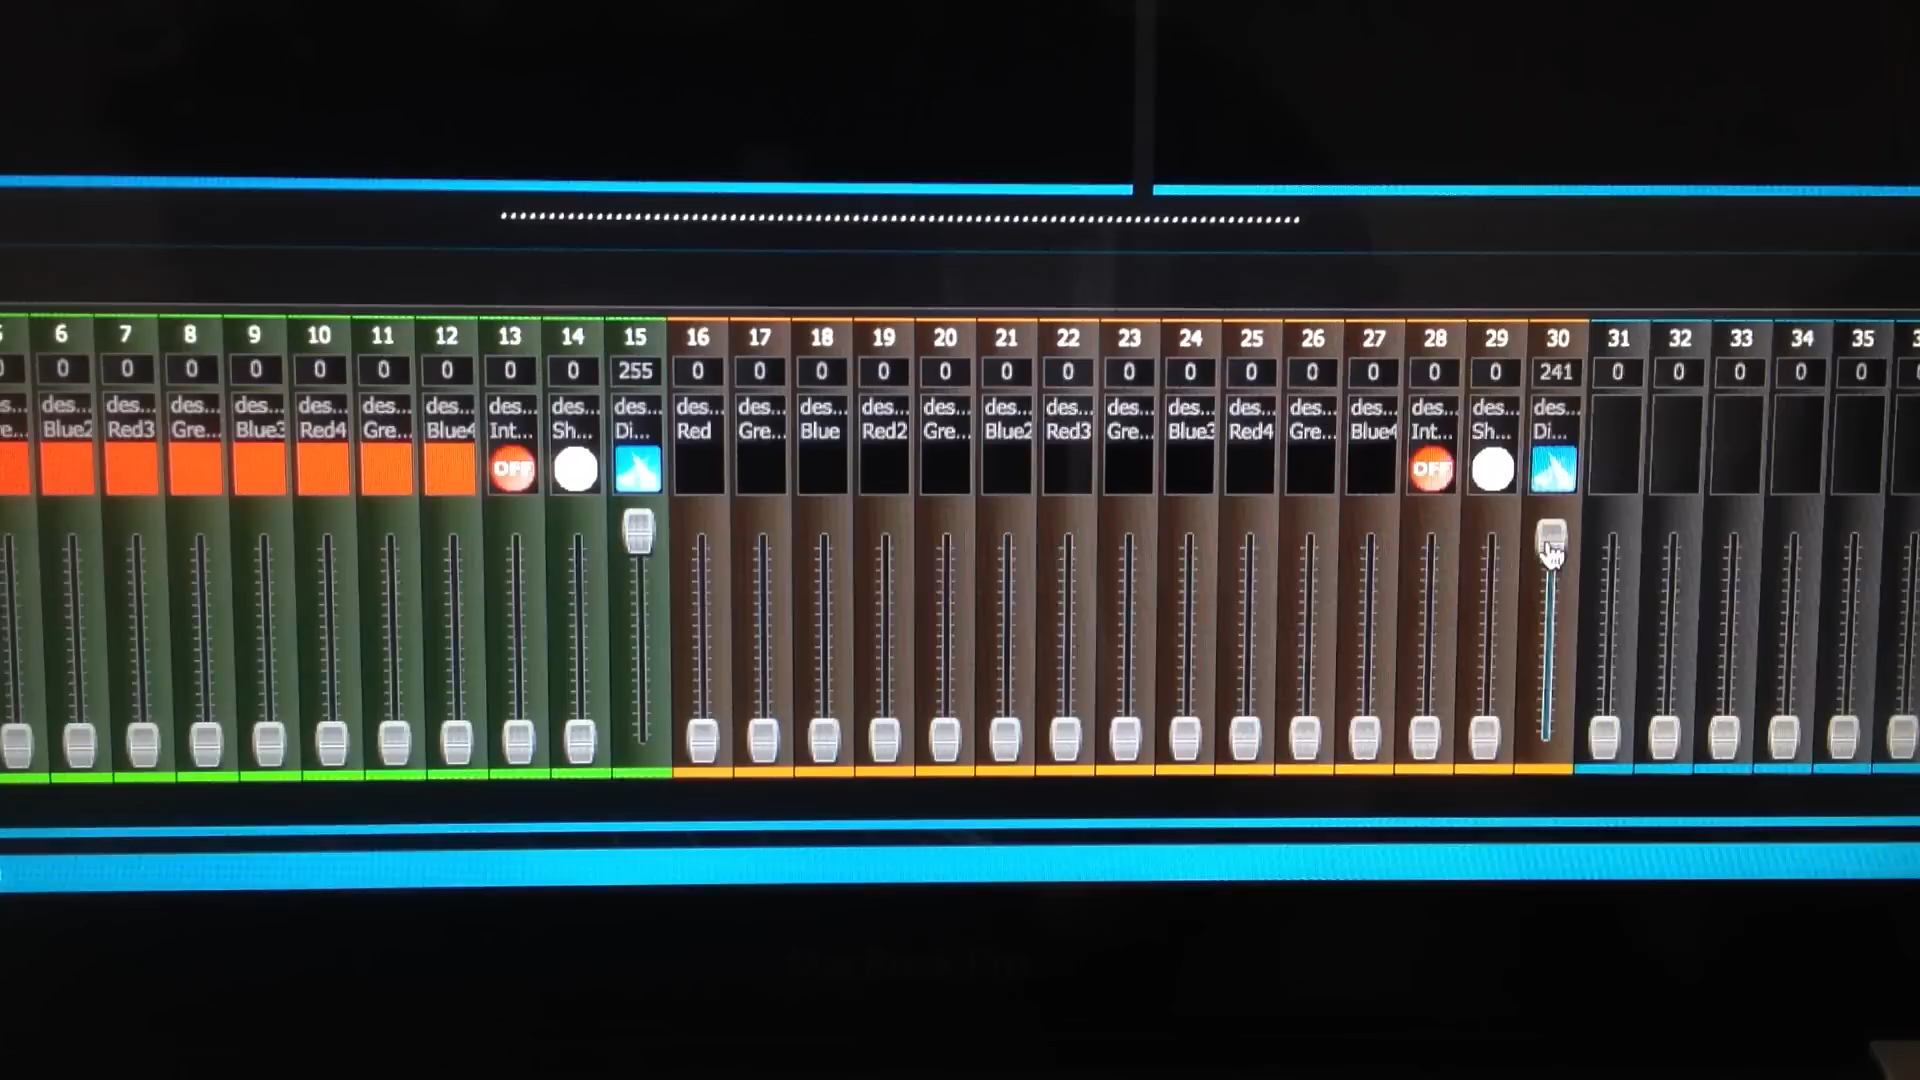 6 7 8 9 10 11 12 13 14 15 16 17 18 19 20 21 22 23 24 25 26 27 28 29 30 31 32 33 34 35
0 0 0 0 0 0 0 0 0 255 0 0 0 0 0 0 0 0 0 0 0 0 0 0 241 0 0 0 0 0
des... des... des... des... des... des... des... des... des... des... des... des... des... des... des... des... des... des... des... des... des... des... des... des... des...
Blue2 Red3 Gre... Blue3 Red4 Gre... Blue4 Int... Sh... Di... Red Gre... Blue Red2 Gre... Blue2 Red3 Gre... Blue3 Red4 Gre... Blue4 Int... Sh... Di...
OFF OFF